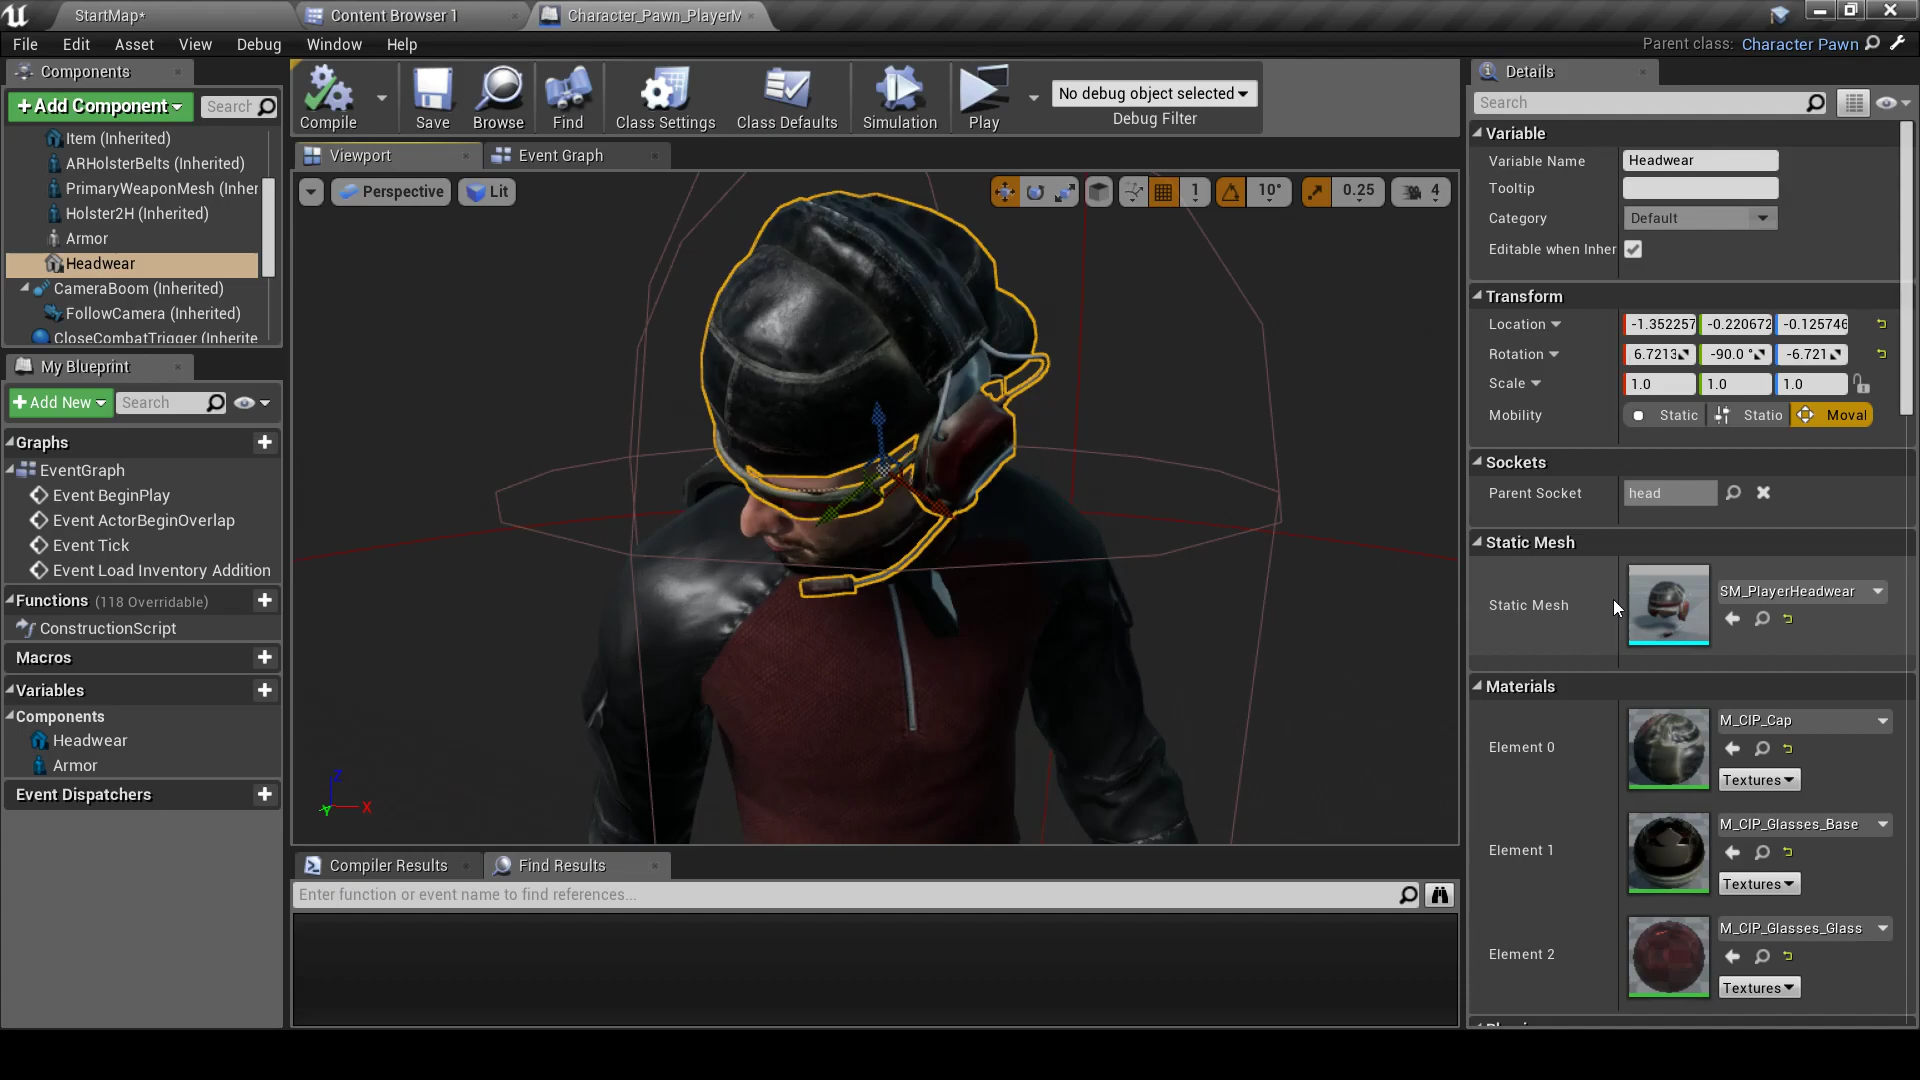 StartMap*
Content Browser 1
Character_Pawn_PlayerM
File
Edit
Asset
View
Debug
Window
Help
Parent class:
Character Pawn
Components
+Add Component
Search
Item (Inherited)
ARHolsterBelts (Inherited)
PrimaryWeaponMesh (Inher
Holster2H (Inherited)
Armor
Headwear
CameraBoom (Inherited)
FollowCamera (Inherited)
CloseCombatTrigger (Inherite
My Blueprint
+Add New
Search
Graphs
EventGraph
Event BeginPlay
Event ActorBeginOverlap
Event Tick
Event Load Inventory Addition
Functions (118 Overridable)
ConstructionScript
Macros
Variables
Components
Headwear
Armor
Event Dispatchers
Compile
Save
Browse
Find
Class Settings
Class Defaults
Simulation
Play
No debug object selected
Debug Filter
Viewport
Event Graph
Perspective
Lit
1
10°
0.25
4
Z
Y
X
Compiler Results
Find Results
Enter function or event name to find references...
Details
Search
Variable
Variable Name
Headwear
Tooltip
Category
Default
Editable when Inher
Transform
Location
-1.352257
-0.220672
-0.125746
Rotation
6.7213
-90.0 °
-6.721
Scale
1.0
1.0
1.0
Mobility
Static
Statio
Moval
Sockets
Parent Socket
head
Static Mesh
Static Mesh
SM_PlayerHeadwear
Materials
Element 0
M_CIP_Cap
Textures
Element 1
M_CIP_Glasses_Base
Textures
Element 2
M_CIP_Glasses_Glass
Textures